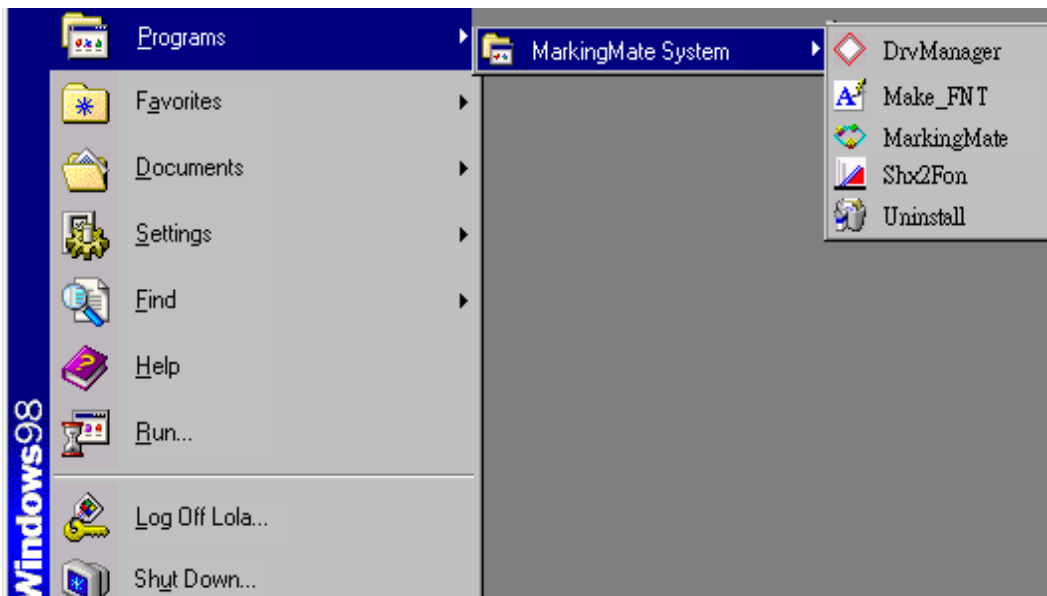 Programs
Favorites
Documents
Settings
Find
Help
Run...
Log Off Lola...
Shut Down...
Windows98
MarkingMate System
DrvManager
Make_FNT
MarkingMate
Shx2Fon
Uninstall